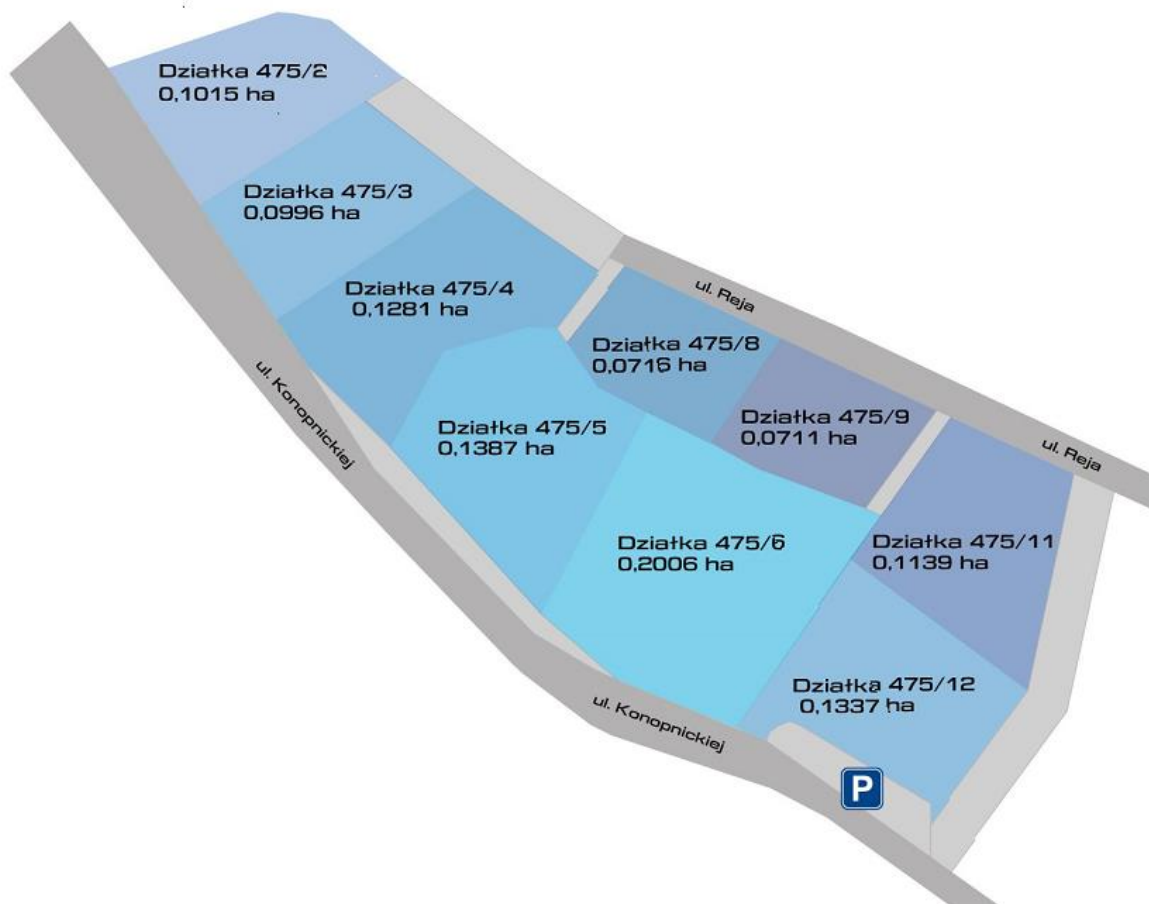 Działka 475/2
0,1015 ha
Działka 475/3
0,0996 ha
Działka 475/4
0,1281 ha
ul. Reja
Działka 475/8
0,0716 ha
ul. Konopnickiej
Działka 475/5
0,1387 ha
Działka 475/9
0,0711 ha
ul. Reja
Działka 475/6
0,2006 ha
Działka 475/11
0,1139 ha
Działka 475/12
0,1337 ha
ul. Konopnickiej
P